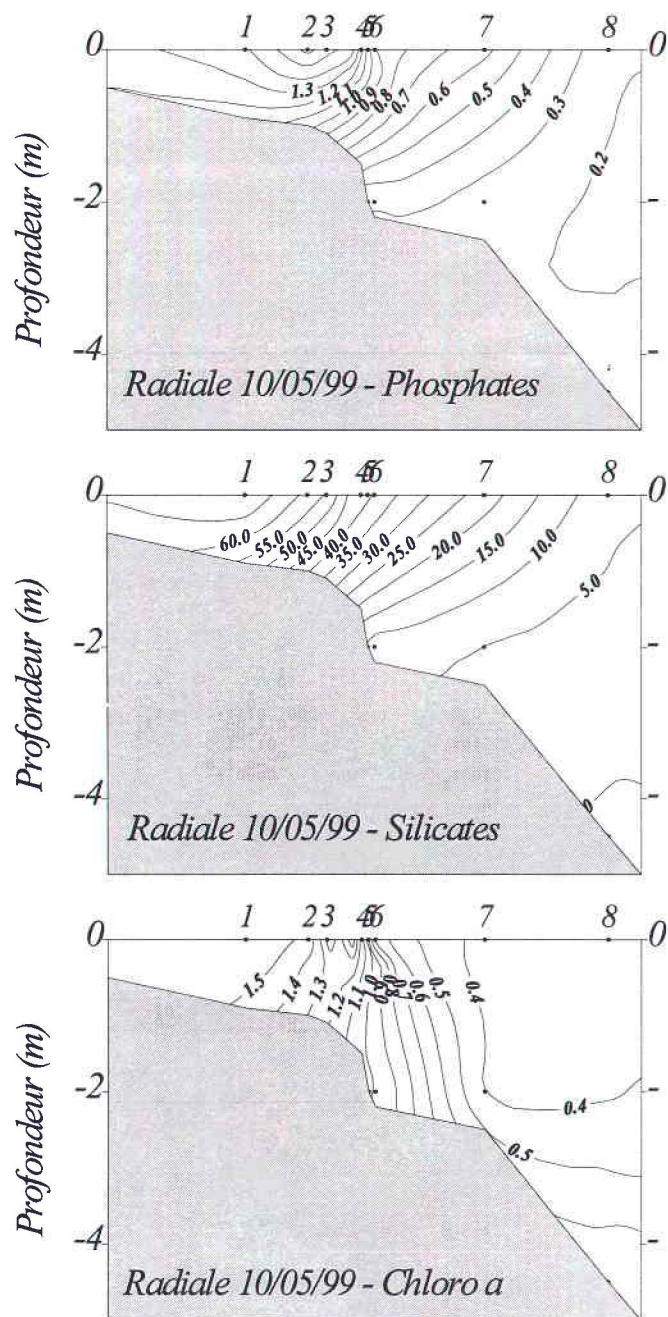 1 2 3 4 5 6 7 8
0 0
1.3 1.2 1.1 1.0 0.9 0.8 0.7 0.6 0.5 0.4 0.3 0.2
Profondeur (m)
-2 -
-4 -
Radiale 10/05/99 - Phosphates
1 2 3 4 5 6 7 8
0 0
60.0 55.0 50.0 45.0 40.0 35.0 30.0 25.0 20.0 15.0 10.0 5.0
Profondeur (m)
-2 -
-4 0 -
Radiale 10/05/99 - Silicates
1 2 3 4 5 6 7 8
0 0
1.5 1.4 1.3 1.2 1.1 1.0 0.6 0.5 0.4
Profondeur (m)
-2 0.4 -
0.5
-4 -
Radiale 10/05/99 - Chloro a